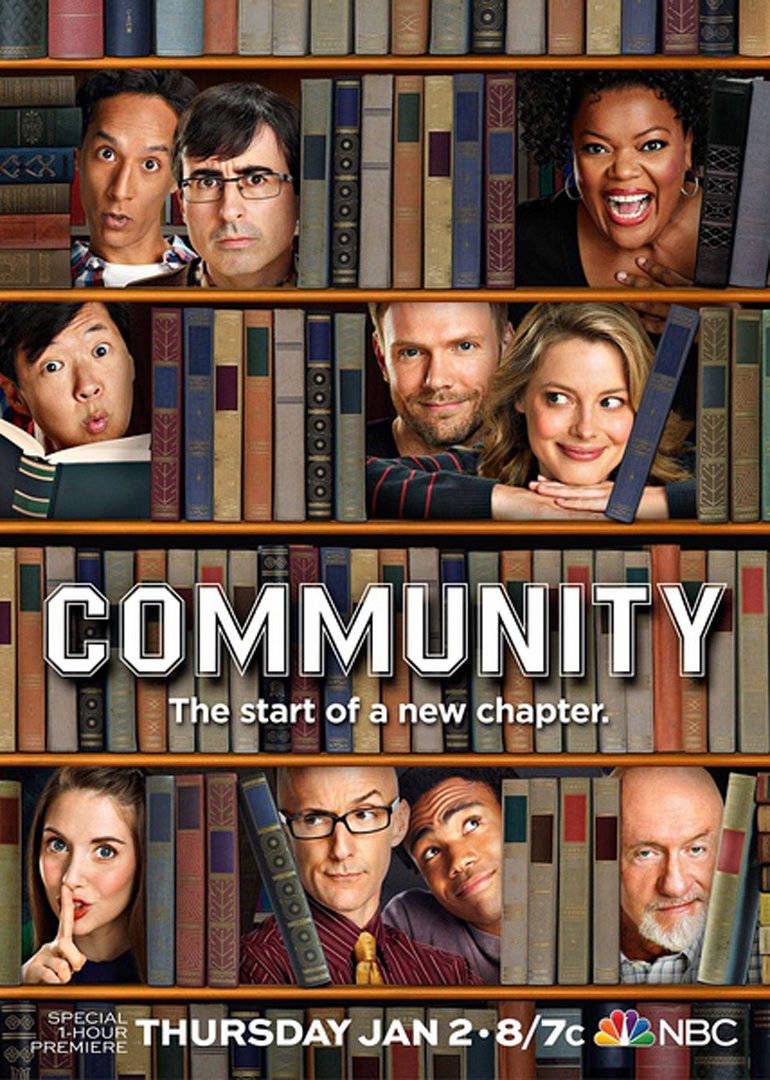 COMMUNITY
The start of a new chapter.
SPECIAL
1-HOUR
PREMIERE
THURSDAY JAN 2•8/7c NBC